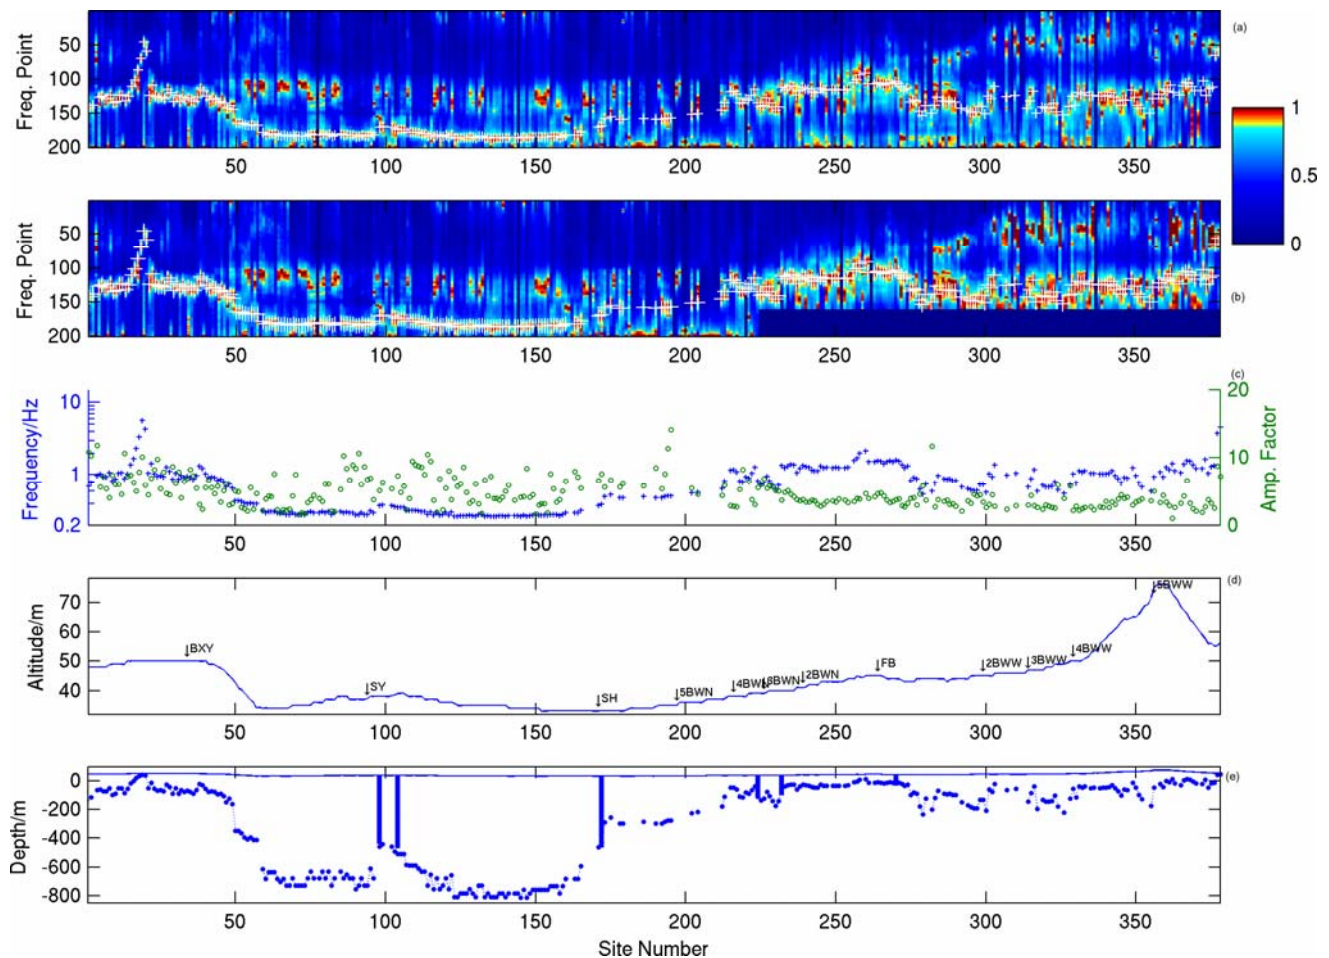 (a)
Freq. Point
50
100
150
200
50 100 150 200 250 300 350
1
0.5
0
Freq. Point
50
100
150
200
(b)
50 100 150 200 250 300 350
(c)
Frequency/Hz
10
1
0.2
20
10
0
Amp. Factor
50 100 150 200 250 300 350
(d)
Altitude/m
70
60
50
40
↓BXY
↓SY
↓SH
↓5BWN
↓4BWN
↓3BWN
↓2BWN
↓FB
↓2BWW
↓3BWW
↓4BWW
↓5BWW
50 100 150 200 250 300 350
(e)
Depth/m
0
-200
-400
-600
-800
50 100 150 200 250 300 350
Site Number